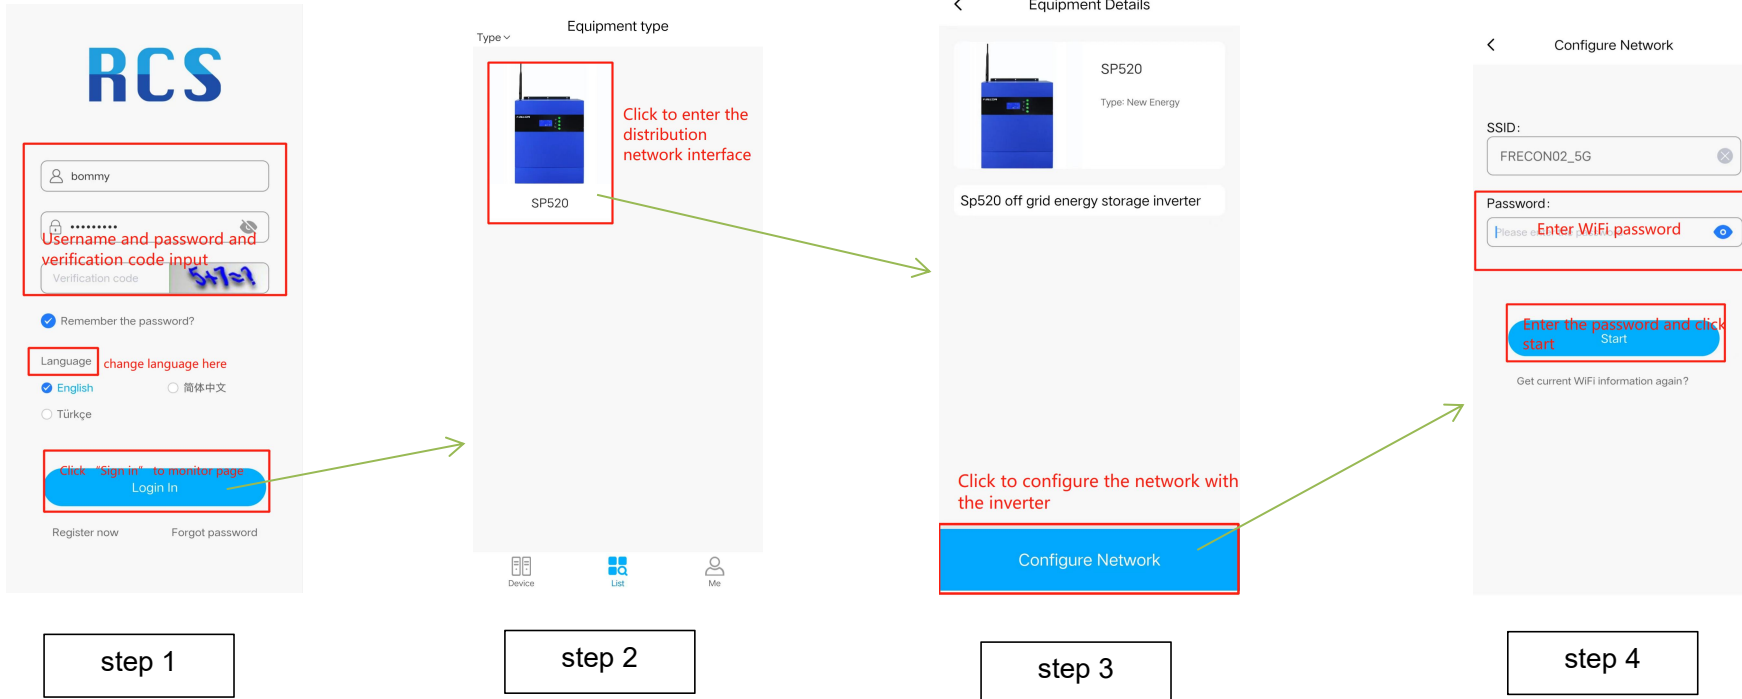 RCS
bommy
•••••••••
Username and password and
verification code input
Verification code
5+7=?
Remember the password?
Language
change language here
English
简体中文
Türkçe
Click "Sign in" to monitor page
Login In
Register now
Forgot password
step 1
Equipment type
Type
Click to enter the
distribution
network interface
SP520
Device
List
Me
step 2
Equipment Details
SP520
Type: New Energy
Sp520 off grid energy storage inverter
Click to configure the network with
the inverter
Configure Network
step 3
Configure Network
SSID:
FRECON02_5G
Password:
Enter WiFi password
Enter the password and click
start
Start
Get current WiFi information again?
step 4